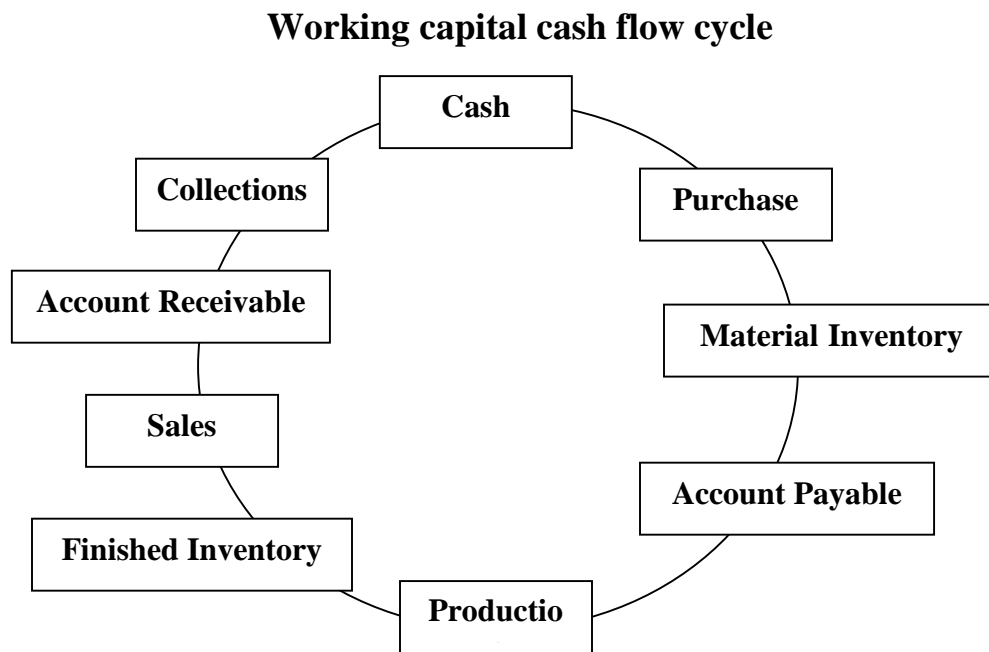 Working capital cash flow cycle
Cash
Purchase
Material Inventory
Account Payable
Productio
Finished Inventory
Sales
Account Receivable
Collections